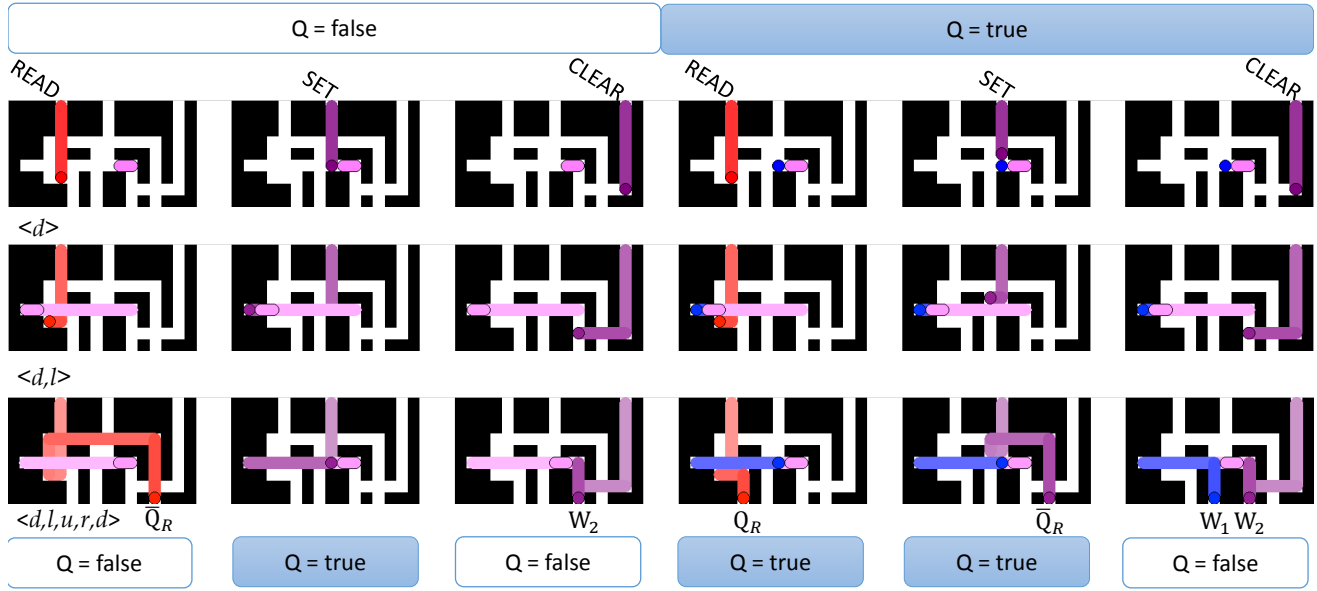 Q = false Q = true
READ SET CLEAR READ SET CLEAR
<d>
<d,l>
<d,l,u,r,d> Q̅R W2 QR Q̅R W1 W2
Q = false Q = true Q = false Q = true Q = true Q = false